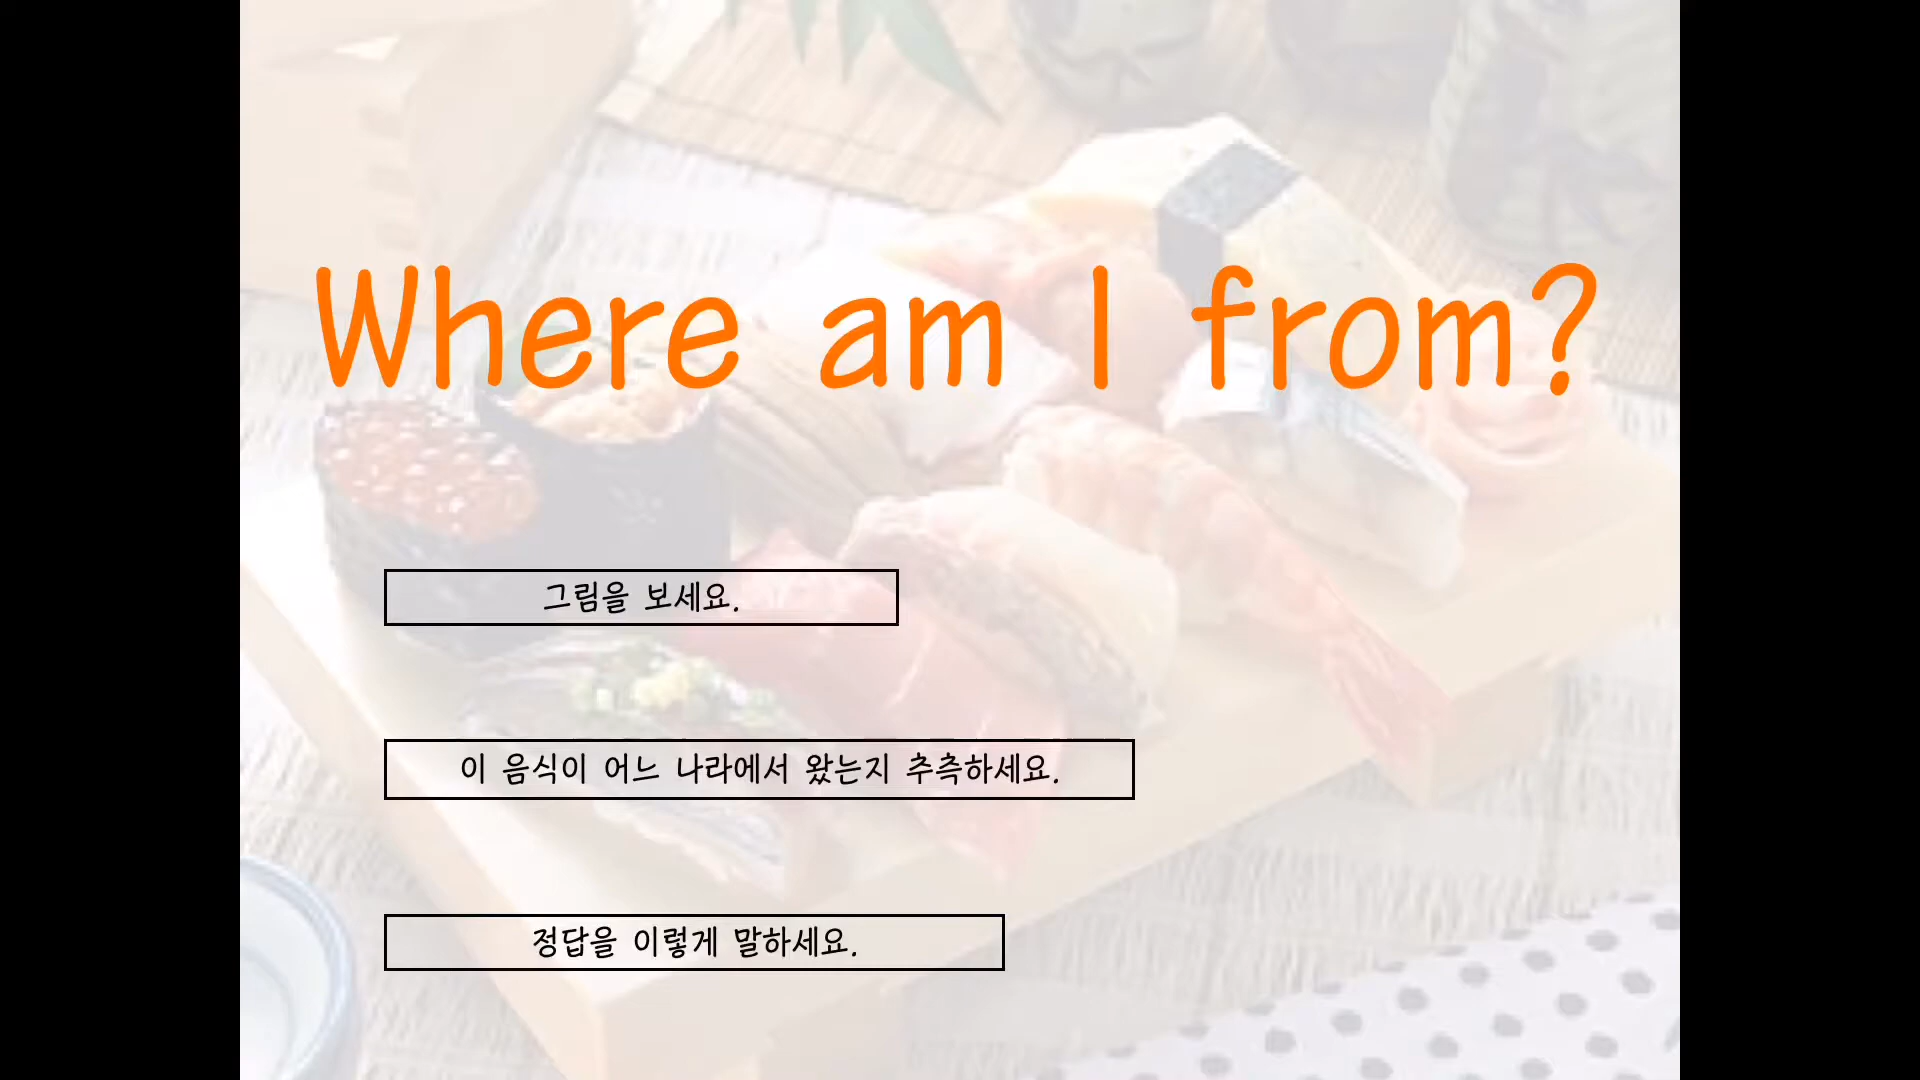 Where am I from?
그림을 보세요.
이 음식이 어느 나라에서 왔는지 추측하세요.
정답을 이렇게 말하세요.